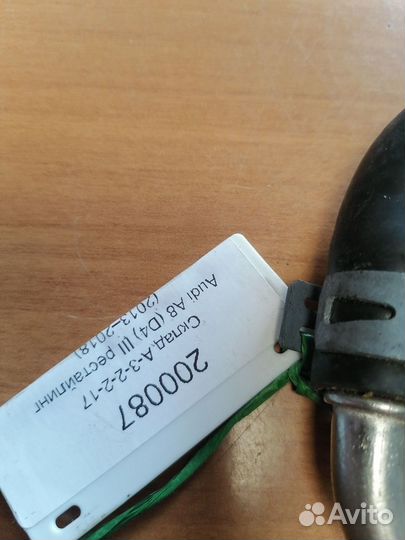 200087
Склад A-3-2-2-17
Audi A8 (D4) III рестайлинг
(2013-2018)
Avito